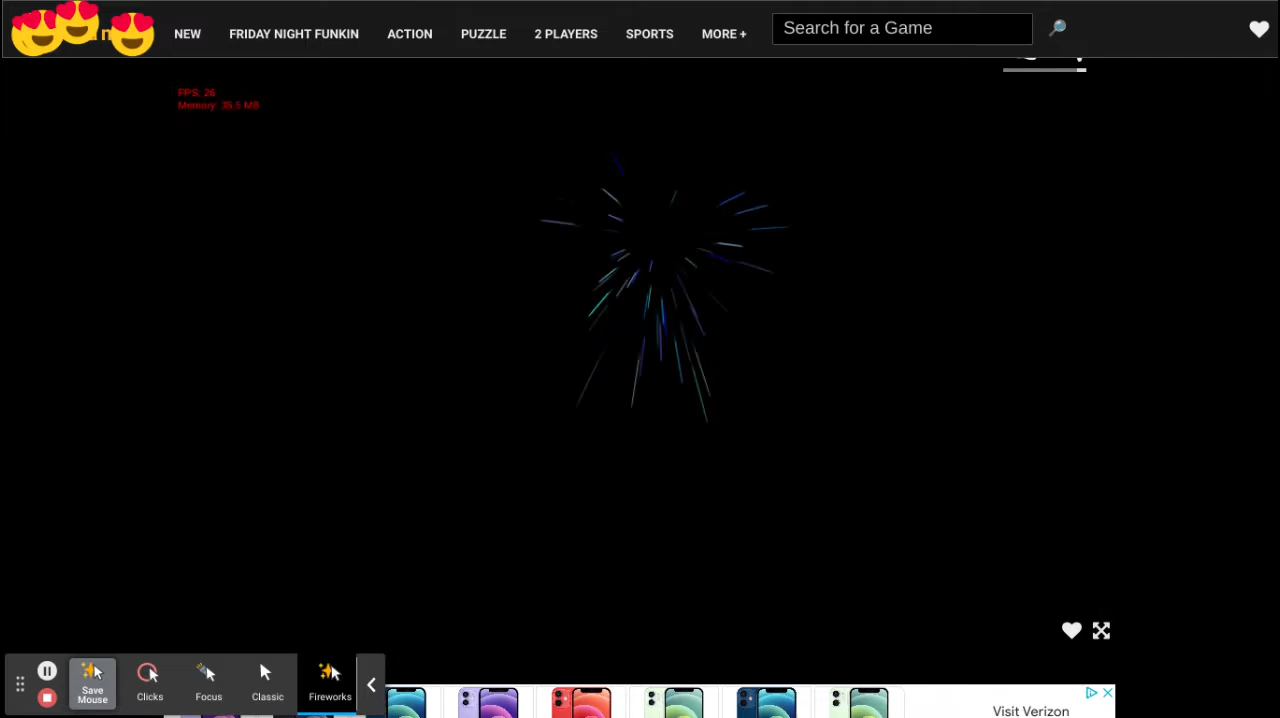 NEW FRIDAY NIGHT FUNKIN ACTION PUZZLE 2 PLAYERS SPORTS MORE + Search for a Game
FPS: 26
Memory: 35.5 MB
Save Mouse Clicks Focus Classic Fireworks
Visit Verizon